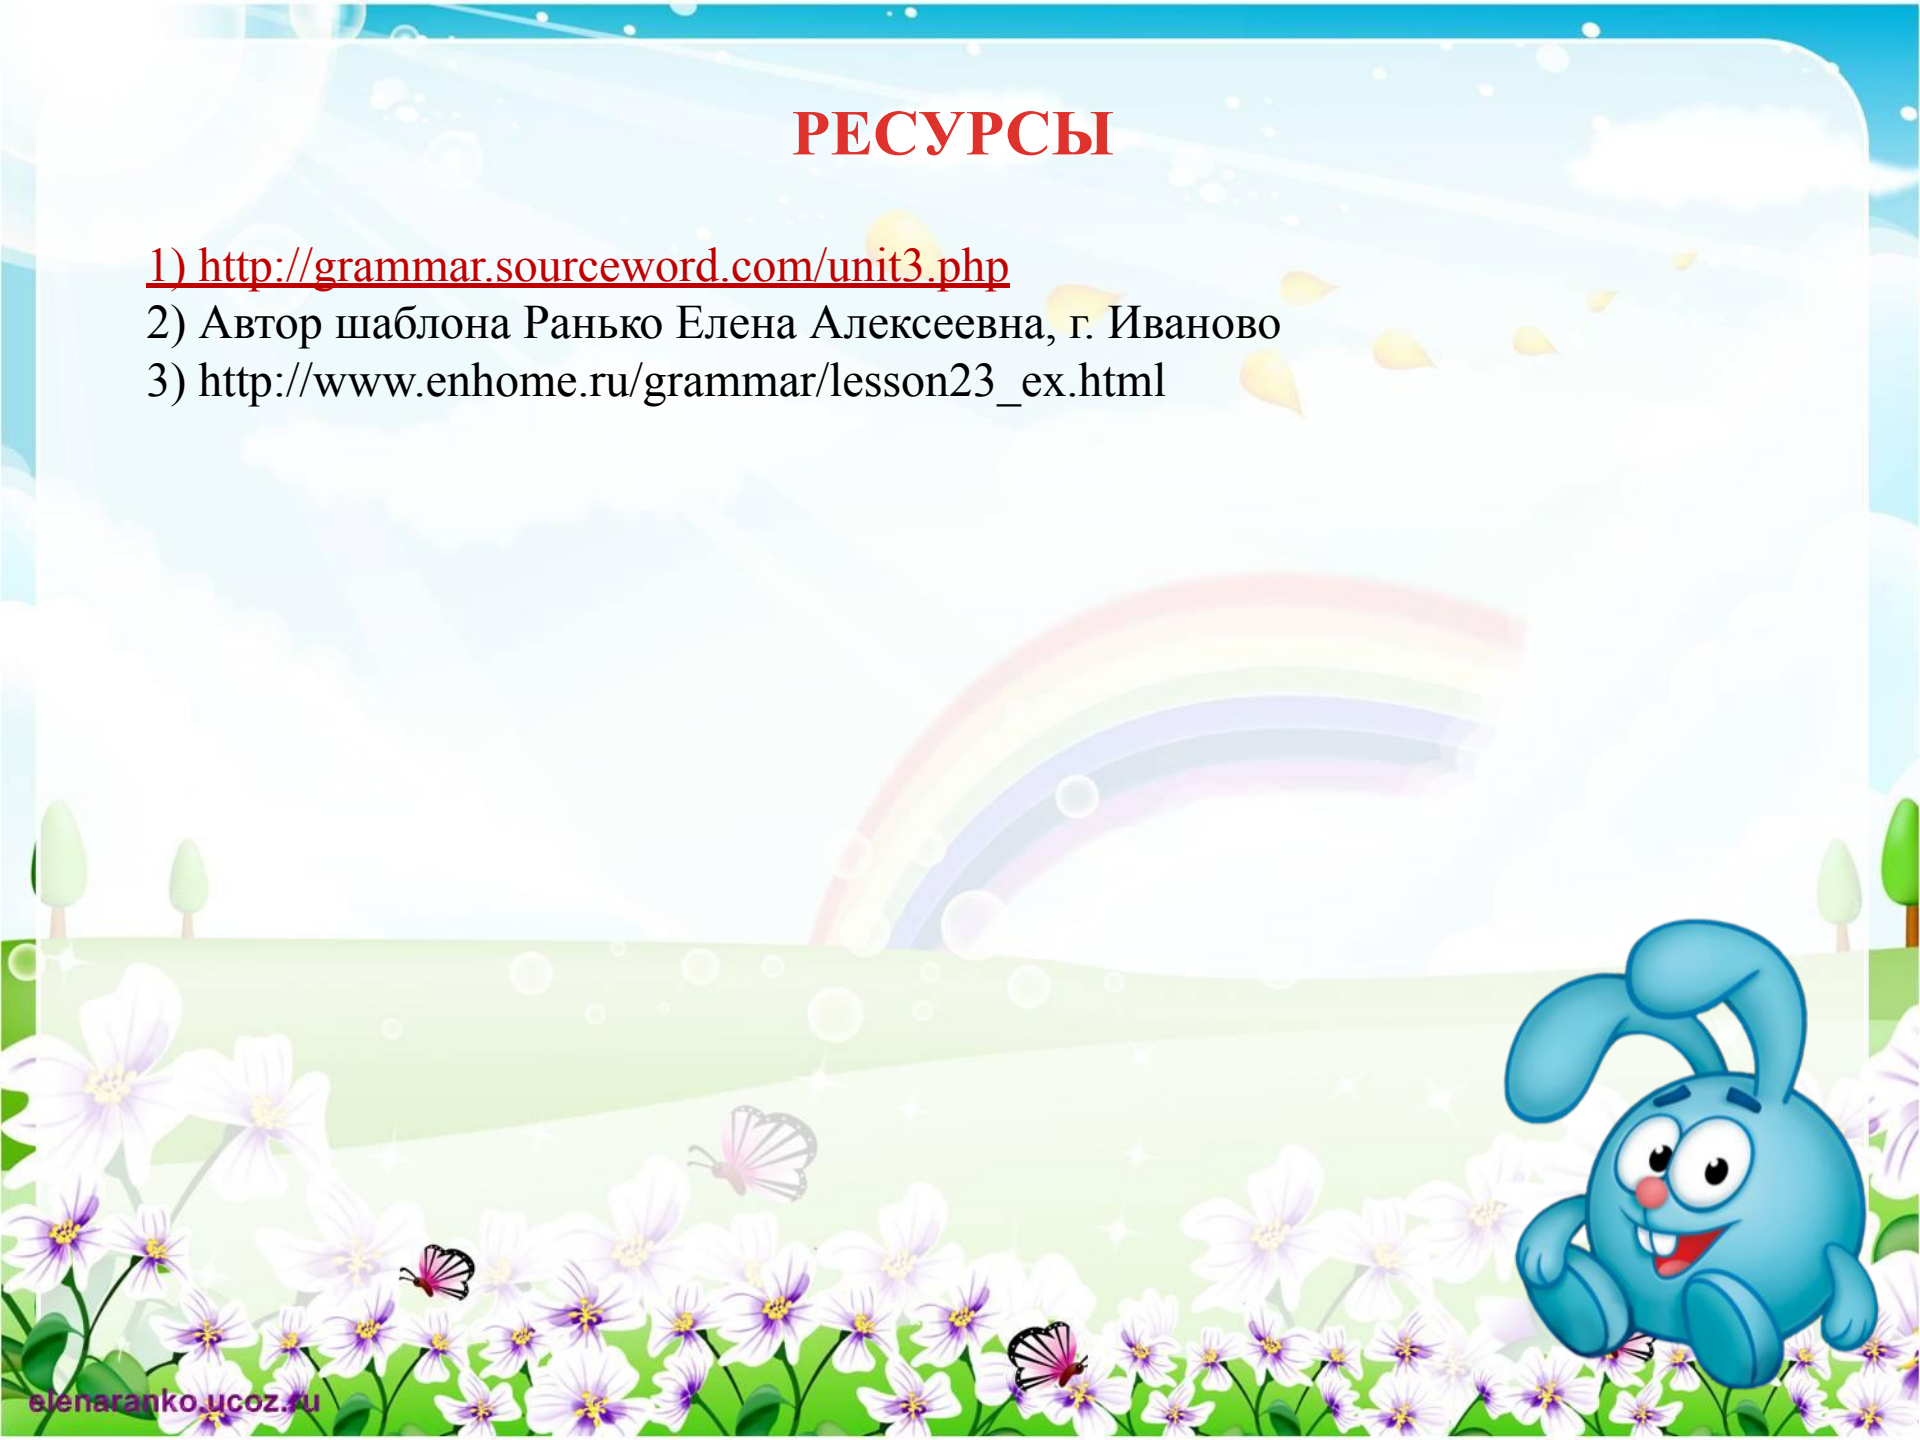 РЕСУРСЫ
1) http://grammar.sourceword.com/unit3.php
2) Автор шаблона Ранько Елена Алексеевна, г. Иваново
3) http://www.enhome.ru/grammar/lesson23_ex.html
elenaranko.ucoz.ru